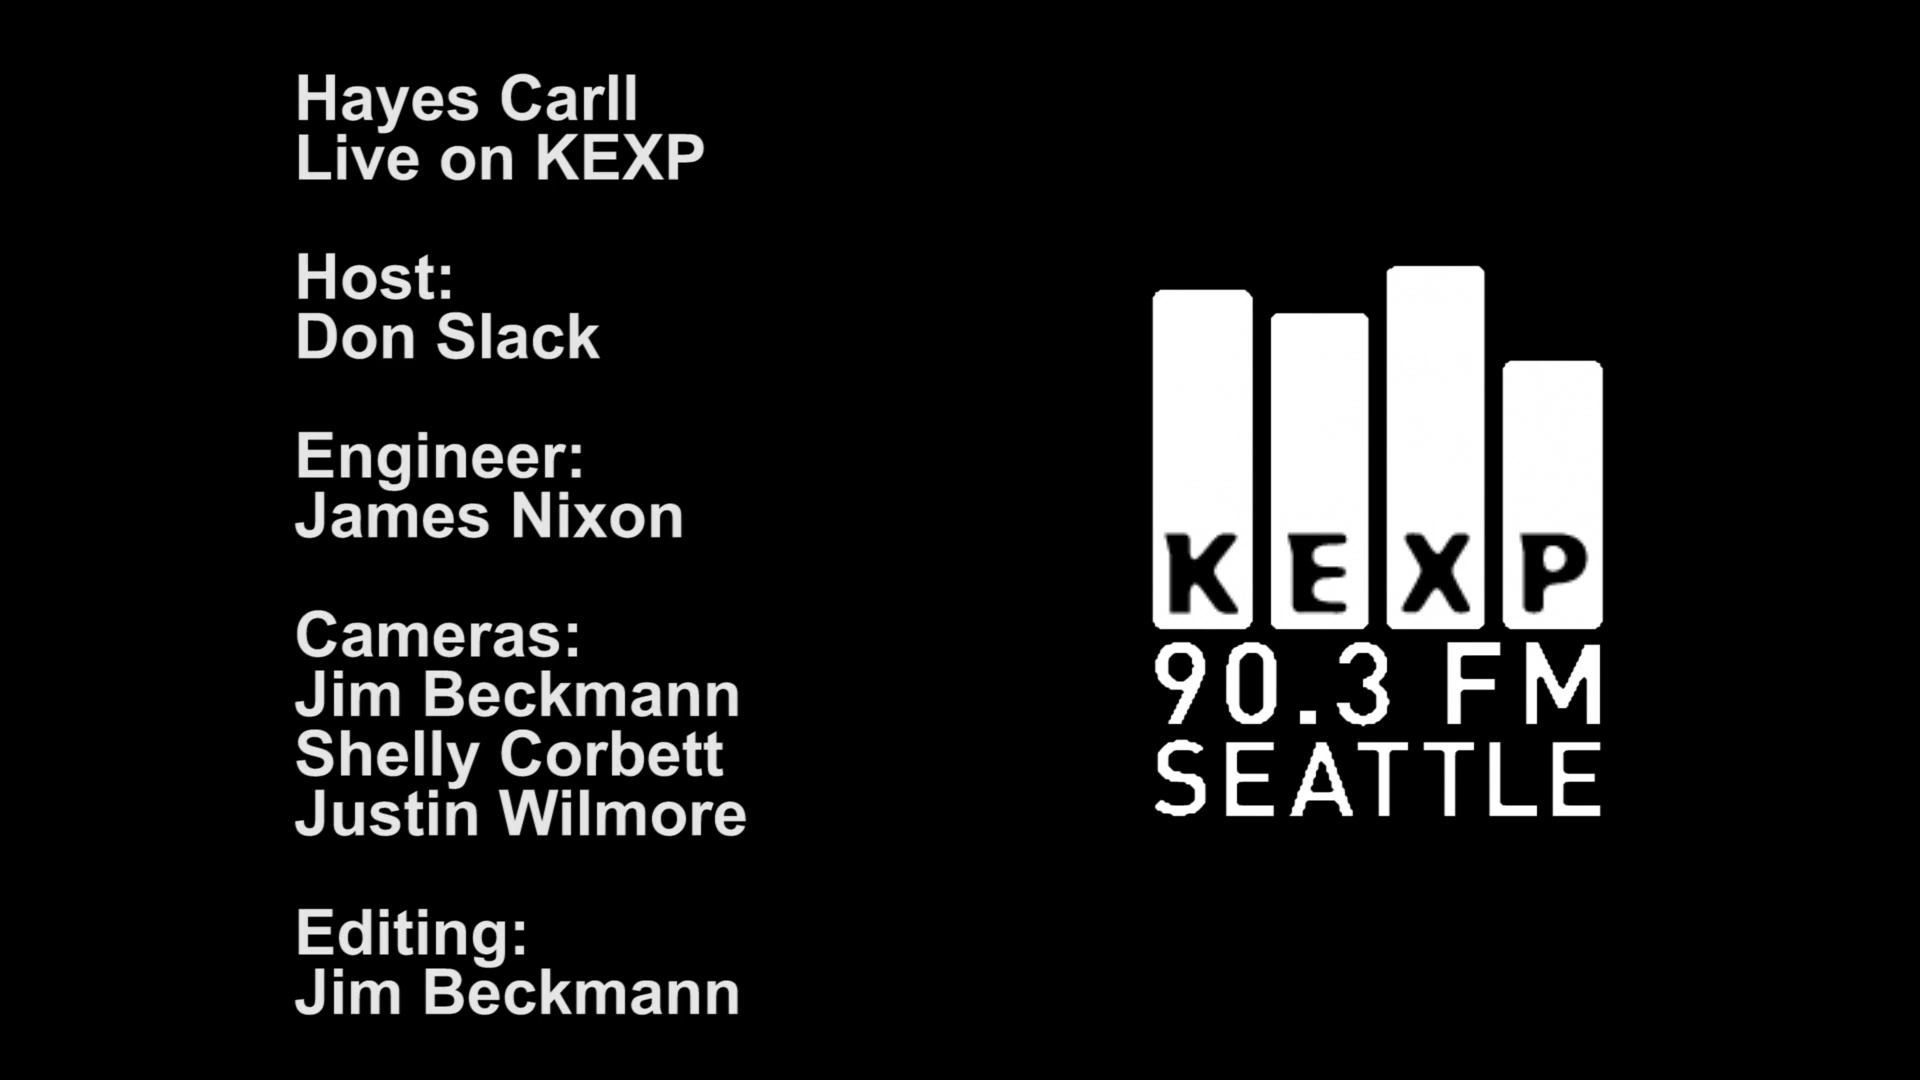 Hayes Carll
Live on KEXP
Host:
Don Slack
Engineer:
James Nixon
Cameras:
Jim Beckmann
Shelly Corbett
Justin Wilmore
Editing:
Jim Beckmann
KEXP
90.3 FM
SEATTLE